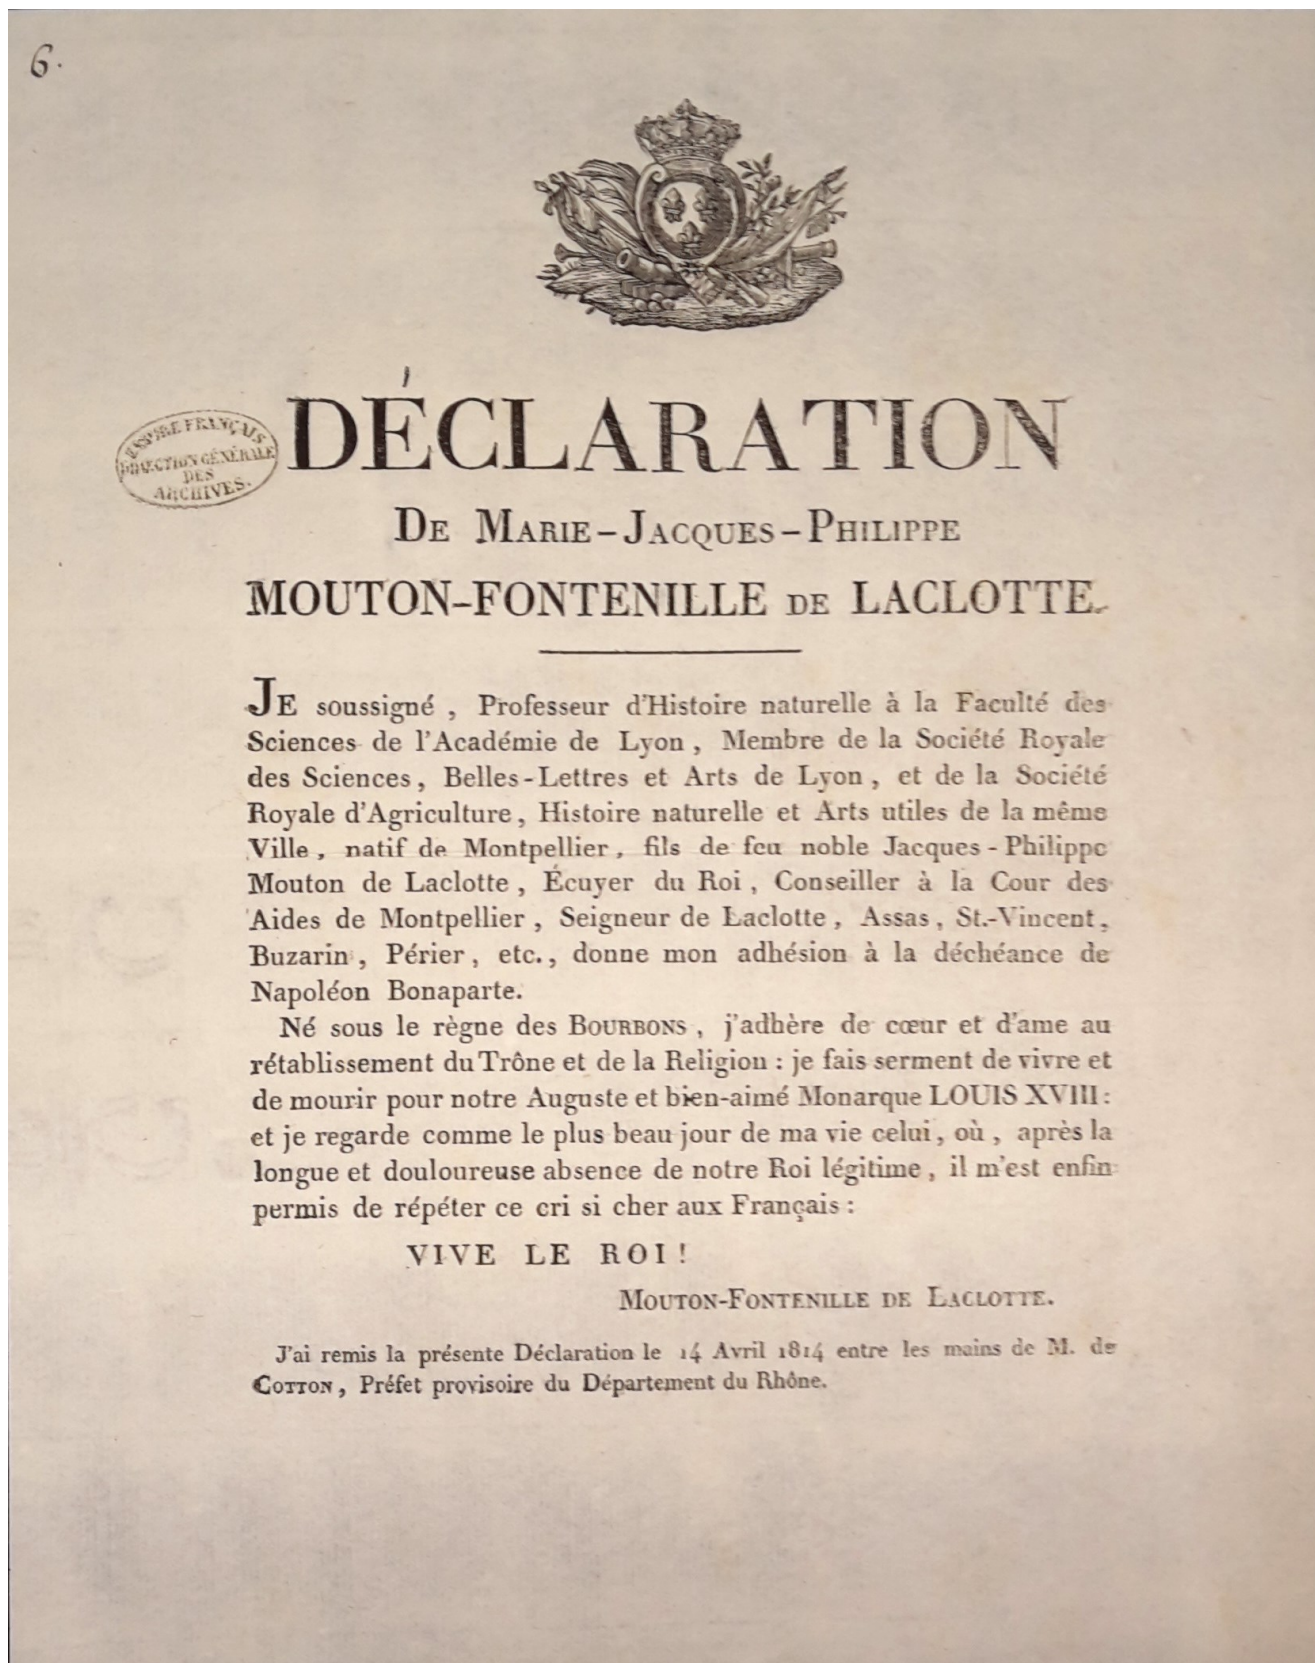 6.
DÉCLARATION
EMPIRE FRANÇAIS
DIRECTION GÉNÉRALE
DES
ARCHIVES.
DE MARIE-JACQUES-PHILIPPE
MOUTON-FONTENILLE DE LACLOTTE.
JE soussigné, Professeur d'Histoire naturelle à la Faculté des
Sciences de l'Académie de Lyon, Membre de la Société Royale
des Sciences, Belles-Lettres et Arts de Lyon, et de la Société
Royale d'Agriculture, Histoire naturelle et Arts utiles de la même
Ville, natif de Montpellier, fils de feu noble Jacques-Philippe
Mouton de Laclotte, Écuyer du Roi, Conseiller à la Cour des
Aides de Montpellier, Seigneur de Laclotte, Assas, St.-Vincent,
Buzarin, Périer, etc., donne mon adhésion à la déchéance de
Napoléon Bonaparte.
Né sous le règne des BOURBONS, j'adhère de cœur et d'ame au
rétablissement du Trône et de la Religion : je fais serment de vivre et
de mourir pour notre Auguste et bien-aimé Monarque LOUIS XVIII :
et je regarde comme le plus beau jour de ma vie celui, où, après la
longue et douloureuse absence de notre Roi légitime, il m'est enfin
permis de répéter ce cri si cher aux Français :
VIVE LE ROI !
MOUTON-FONTENILLE DE LACLOTTE.
J'ai remis la présente Déclaration le 14 Avril 1814 entre les mains de M. de
COTTON, Préfet provisoire du Département du Rhône.